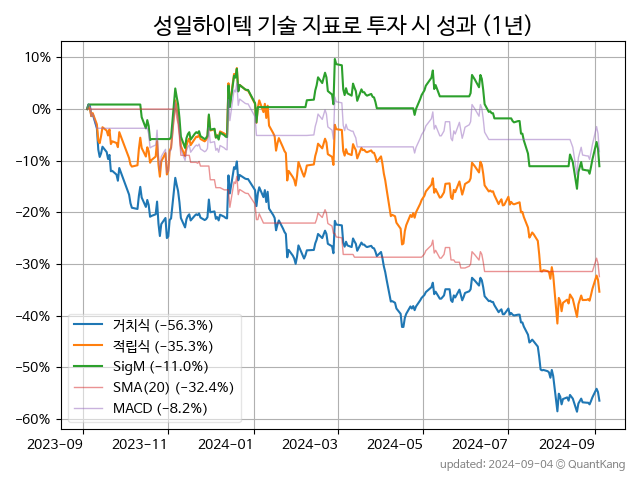 성일하이텍 기술 지표로 투자 시 성과 (1년)
10%
0%
−10%
−20%
−30%
−40%
−50%
−60%
거치식 (−56.3%)
적립식 (−35.3%)
SigM (−11.0%)
SMA(20) (−32.4%)
MACD (−8.2%)
2023-09
2023-11
2024-01
2024-03
2024-05
2024-07
2024-09
updated: 2024-09-04 © QuantKang